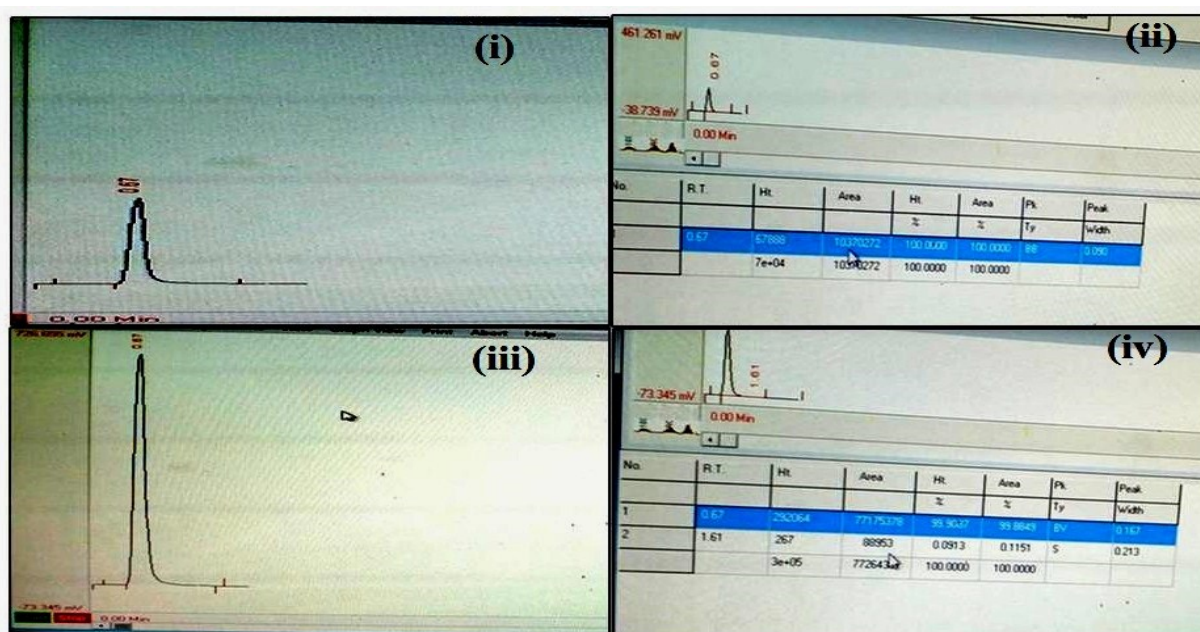 (i)
0.67
0.00 Min
(ii)
461.261 mV
0.67
-38.739 mV
0.00 Min
No. R.T. Ht. Area Ht. Area Pk Peak
% % Ty Width
0.67 67888 10370272 100.0000 100.0000 BB 0.090
7e+04 10370272 100.0000 100.0000
(iii)
Print Abort Help
0.67
-73.345 mV
Stop 0.00 Min
(iv)
1.61
-73.345 mV
0.00 Min
No. R.T. Ht. Area Ht. Area Pk Peak
% % Ty Width
1 0.67 292064 77175378 99.9087 99.8849 BV 0.167
2 1.61 267 88953 0.0913 0.1151 S 0.213
3e+05 100.0000 100.0000